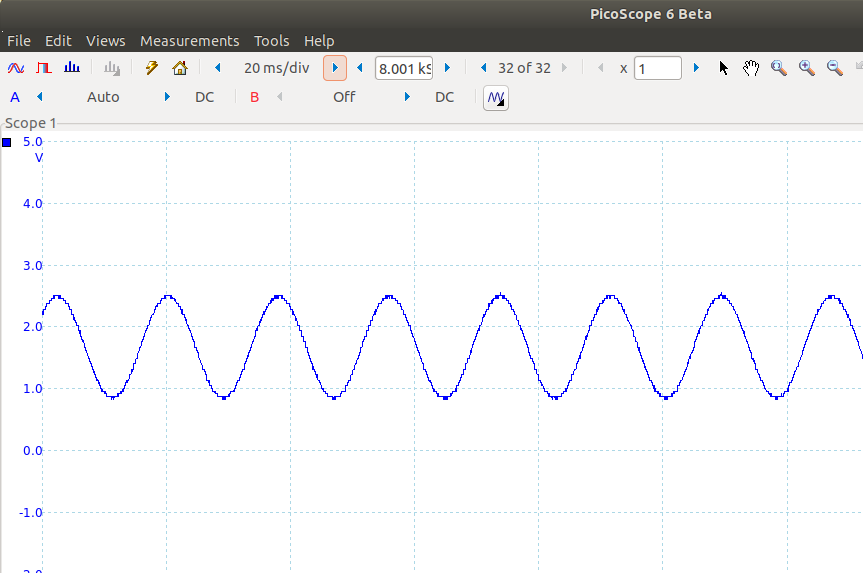 PicoScope 6 Beta
File Edit Views Measurements Tools Help
20 ms/div 8.001 kS 32 of 32 x 1
A Auto DC B Off DC
Scope 1
5.0
V
4.0
3.0
2.0
1.0
0.0
-1.0